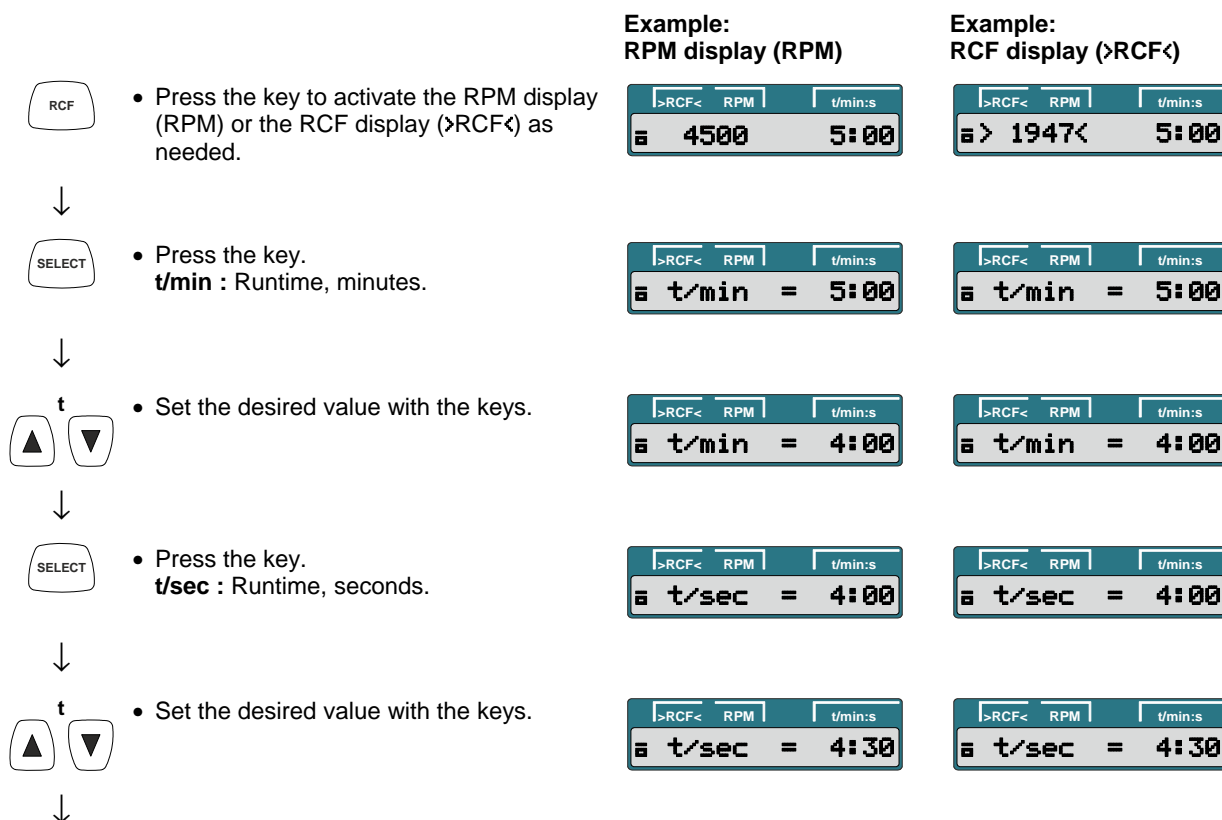 Example:
RPM display (RPM)
Example:
RCF display (>RCF<)
RCF
• Press the key to activate the RPM display
(RPM) or the RCF display (>RCF<) as
needed.
>RCF< RPM t/min:s
4500 5:00
>RCF< RPM t/min:s
> 1947< 5:00
↓
SELECT
• Press the key.
t/min : Runtime, minutes.
>RCF< RPM t/min:s
t/min = 5:00
>RCF< RPM t/min:s
t/min = 5:00
↓
t
▲ ▼
• Set the desired value with the keys.
>RCF< RPM t/min:s
t/min = 4:00
>RCF< RPM t/min:s
t/min = 4:00
↓
SELECT
• Press the key.
t/sec : Runtime, seconds.
>RCF< RPM t/min:s
t/sec = 4:00
>RCF< RPM t/min:s
t/sec = 4:00
↓
t
▲ ▼
• Set the desired value with the keys.
>RCF< RPM t/min:s
t/sec = 4:30
>RCF< RPM t/min:s
t/sec = 4:30
↓